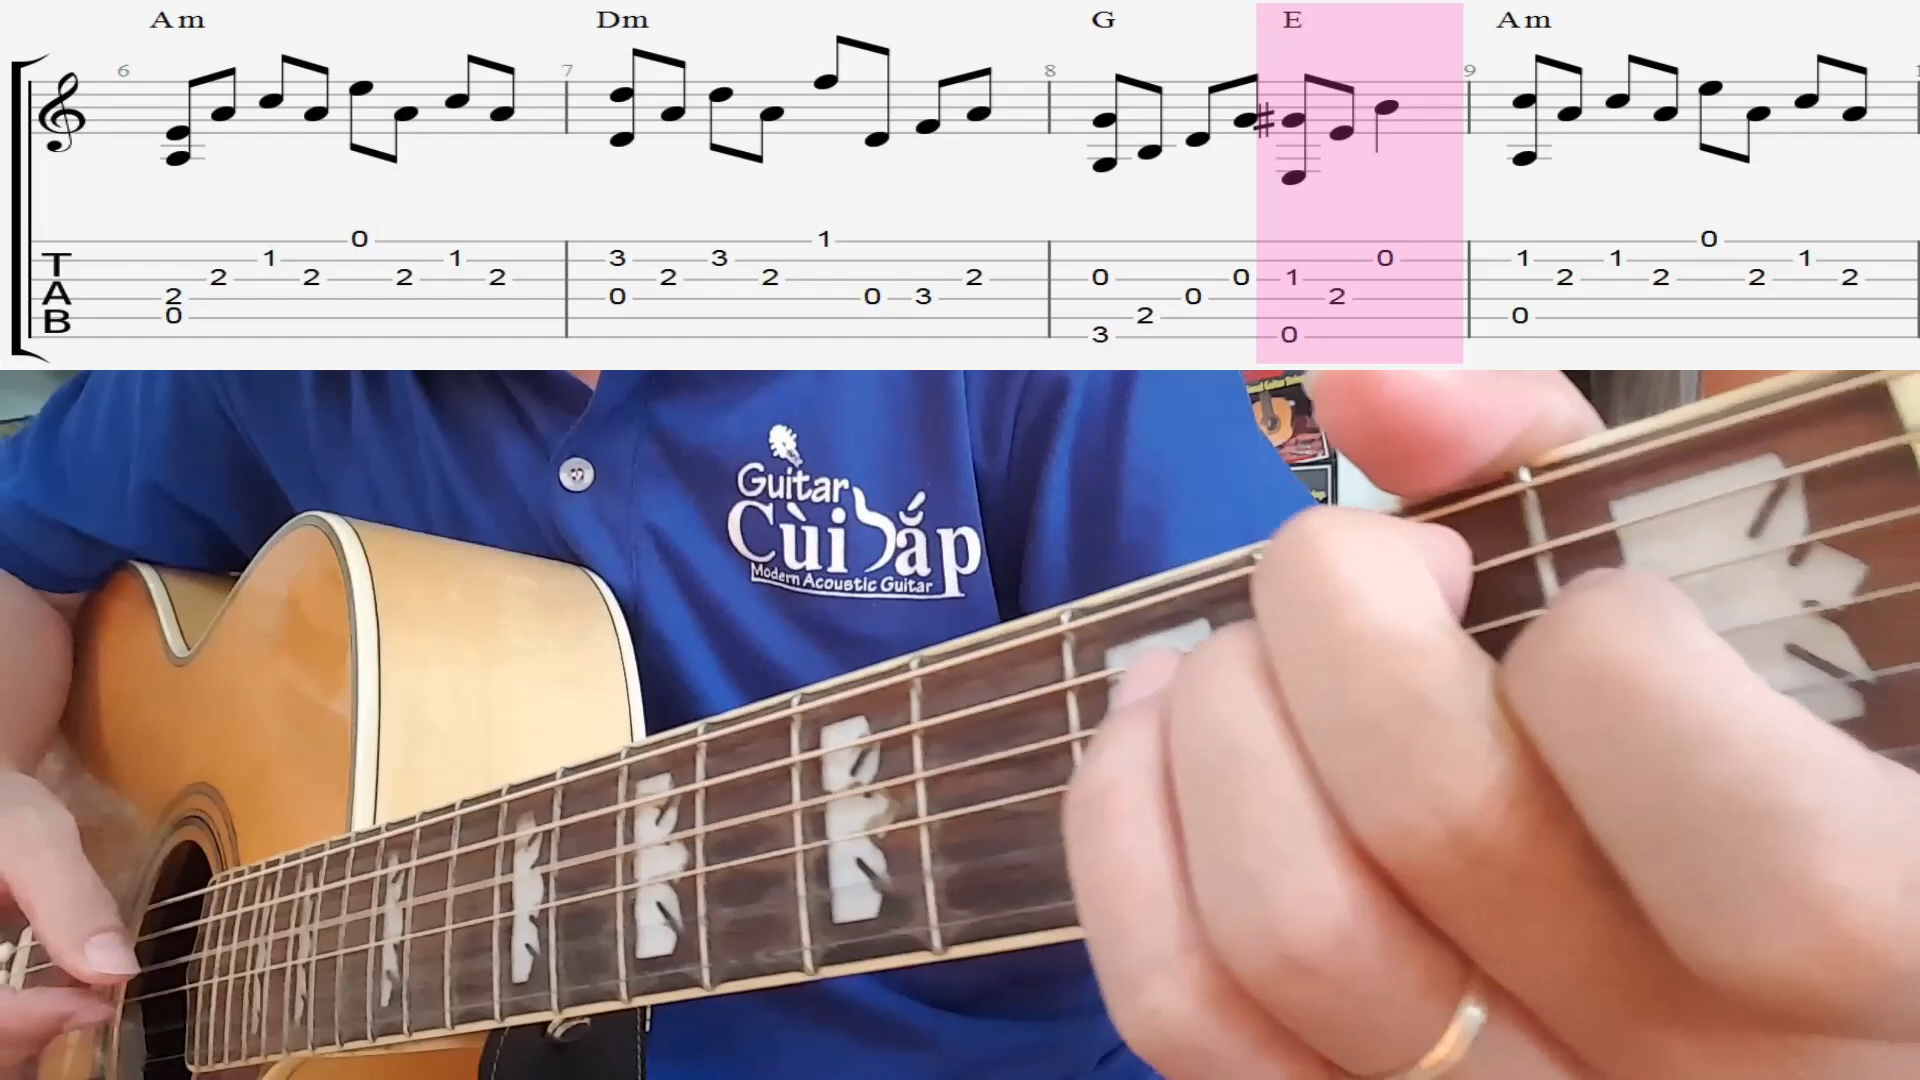 Am Dm G E Am
6 7 8 9 1
0 1
1 1 3 3 0 1 1 0 1
2 2 2 2 2 2 2 0 0 1 2 2 2 2
2 0 0 3 0 2
0 2 0
3 0
TAB
Guitar
Cùi Bắp
Modern Acoustic Guitar